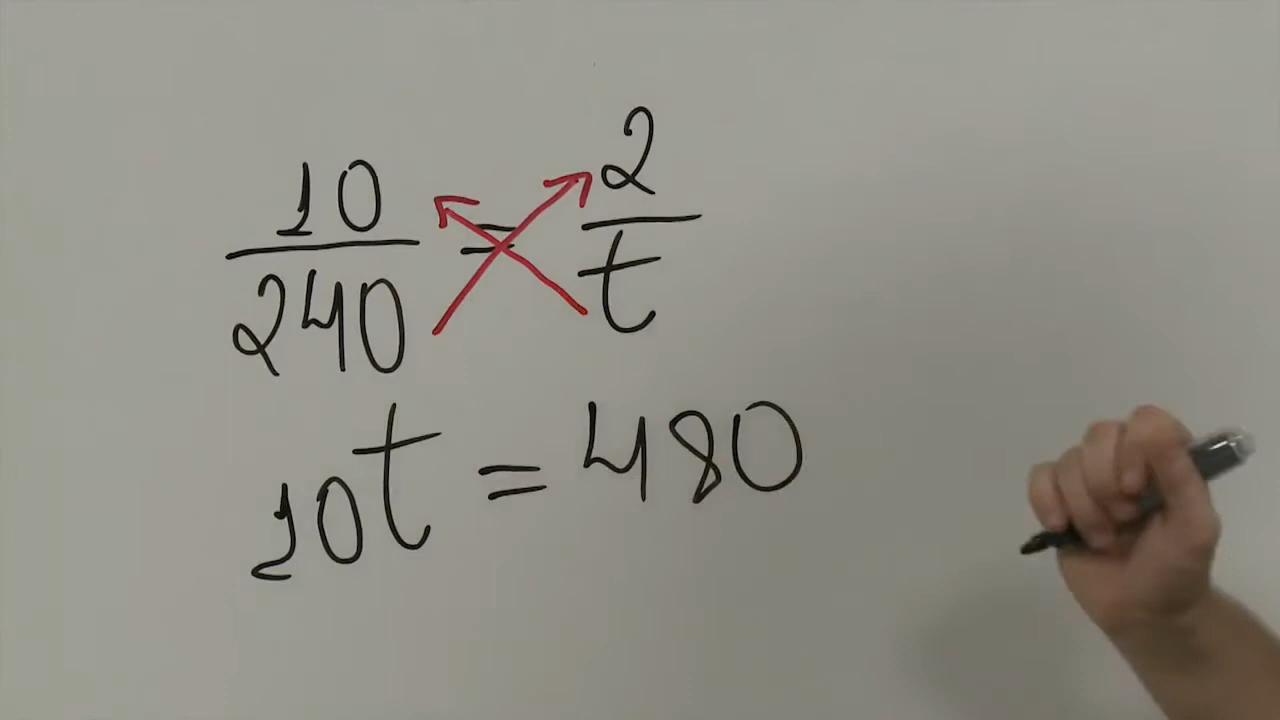 10/240 = 2/t
10t = 480